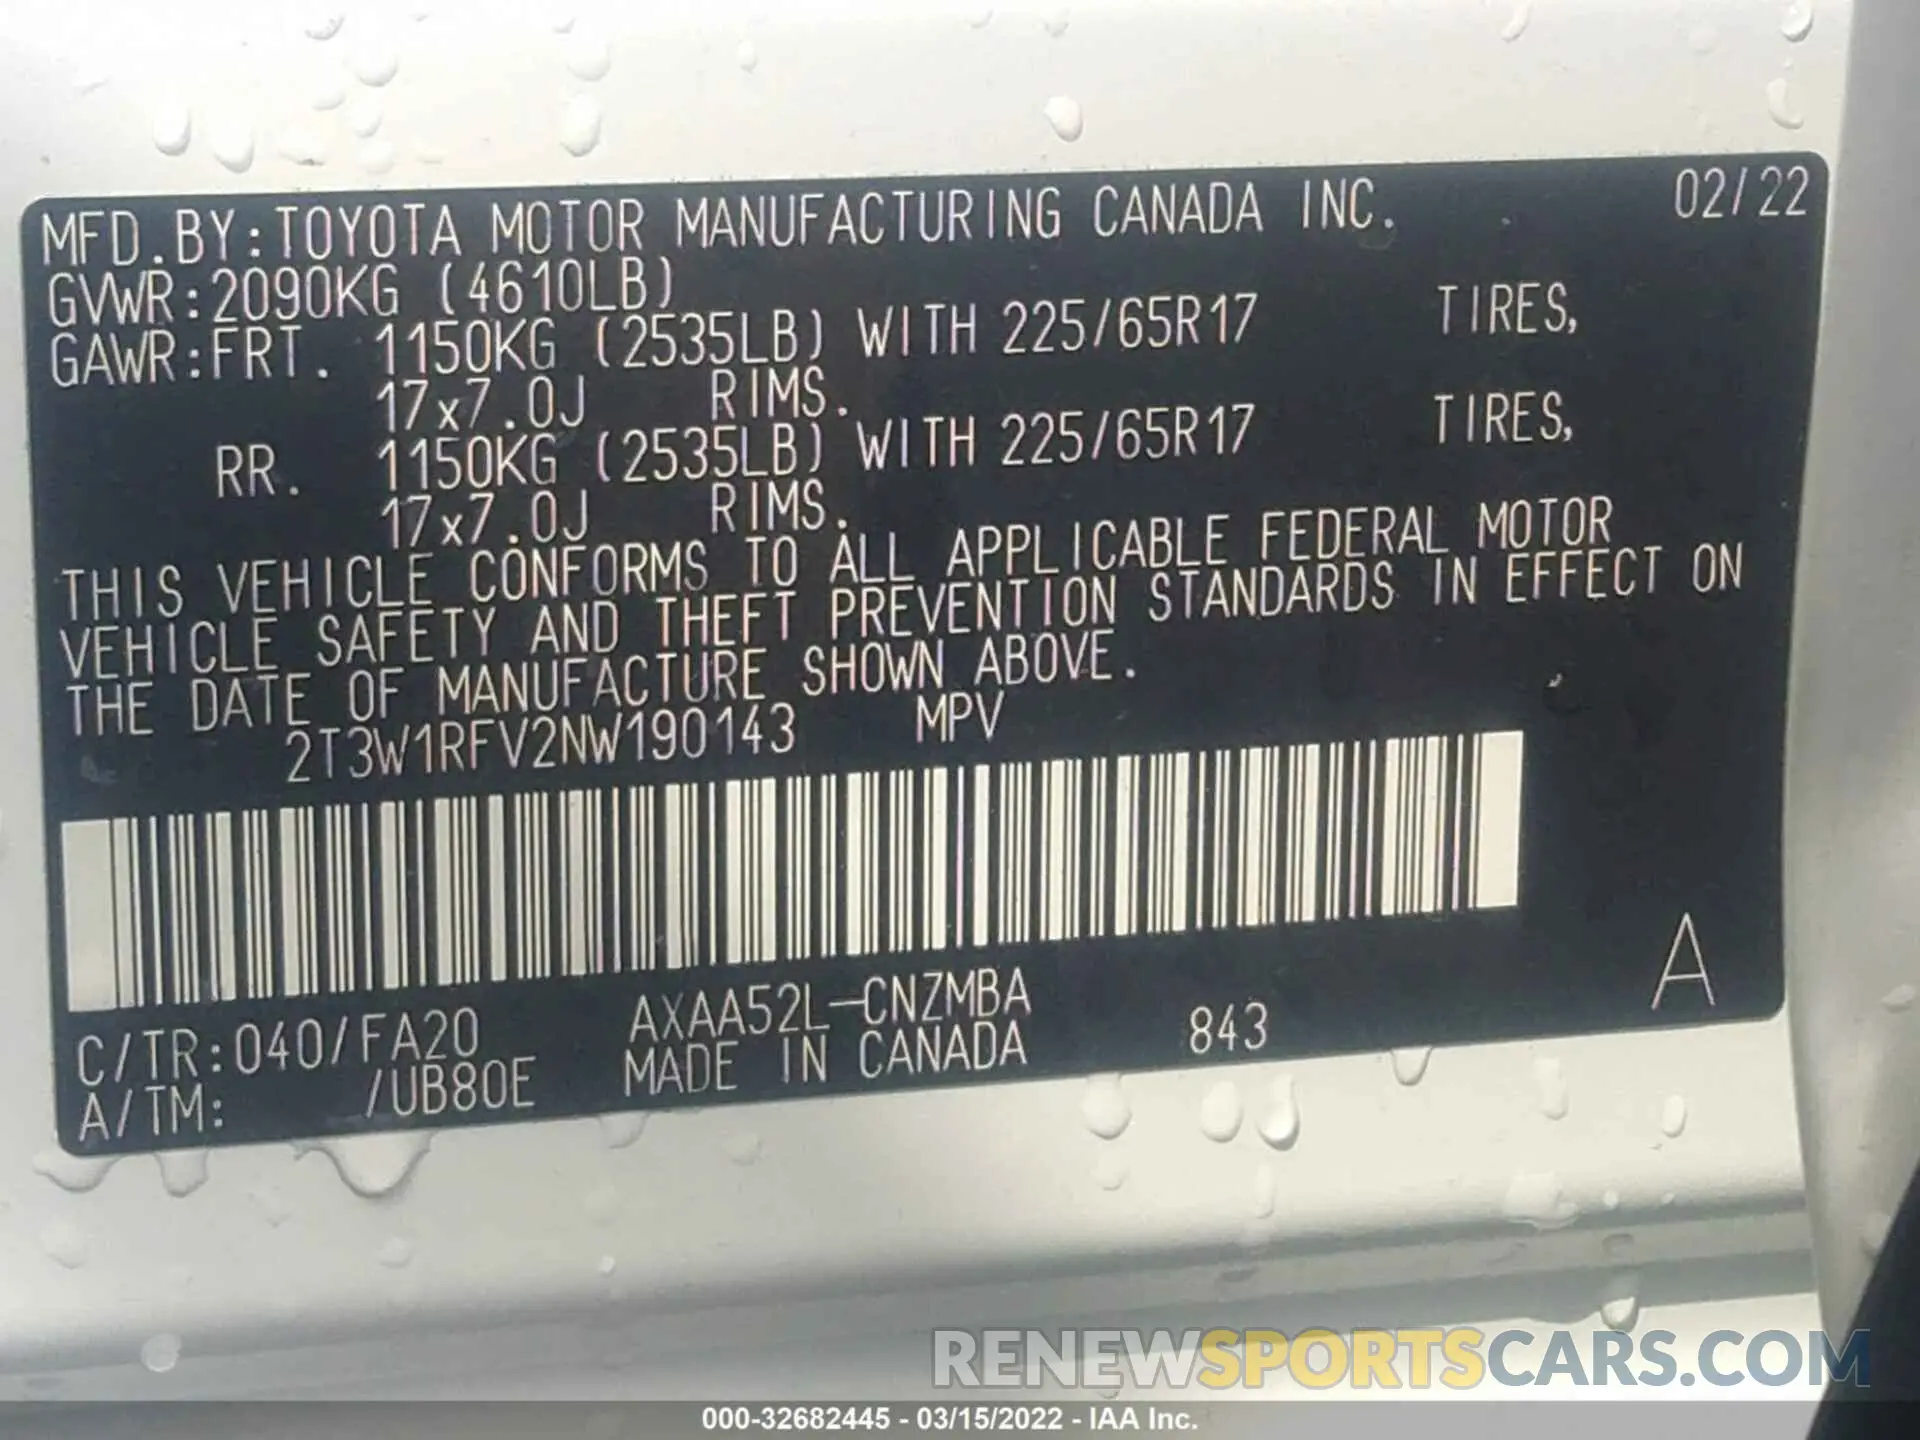 MFD.BY:TOYOTA MOTOR MANUFACTURING CANADA INC. 02/22
GVWR:2090KG (4610LB)
GAWR:FRT. 1150KG (2535LB) WITH 225/65R17 TIRES,
17x7.0J RIMS.
RR. 1150KG (2535LB) WITH 225/65R17 TIRES,
17x7.0J RIMS.
THIS VEHICLE CONFORMS TO ALL APPLICABLE FEDERAL MOTOR
VEHICLE SAFETY AND THEFT PREVENTION STANDARDS IN EFFECT ON
THE DATE OF MANUFACTURE SHOWN ABOVE.
2T3W1RFV2NW190143 MPV
C/TR:040/FA20 AXAA52L-CNZMBA 843 A
A/TM: /UB80E MADE IN CANADA
RENEWSPORTSCARS.COM
000-32682445 - 03/15/2022 - IAA Inc.